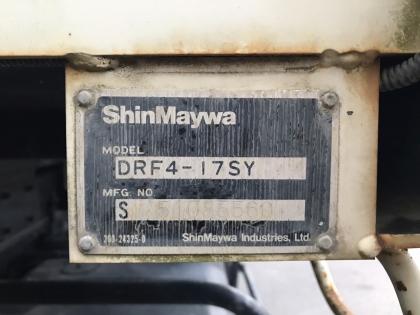 ShinMaywa
MODEL
DRF4-17SY
MFG. NO
S
ShinMaywa Industries, Ltd.